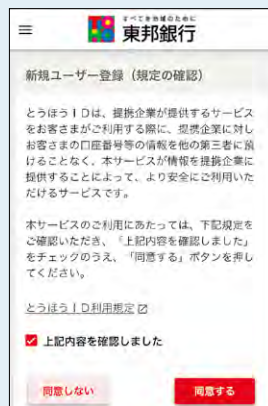 すべてを地域のために
東邦銀行
新規ユーザー登録（規定の確認）
とうほうIDは、提携企業が提供するサービス
をお客さまがご利用する際に、提携企業に対し
お客さまの口座番号等の情報を他の第三者に預
けることなく、本サービスが情報を提携企業に
提供することによって、より安全にご利用いた
だけるサービスです。
本サービスのご利用にあたっては、下記規定を
ご確認いただき、「上記内容を確認しました」
をチェックのうえ、「同意する」ボタンを押し
てください。
とうほうID利用規定
上記内容を確認しました
同意しない
同意する